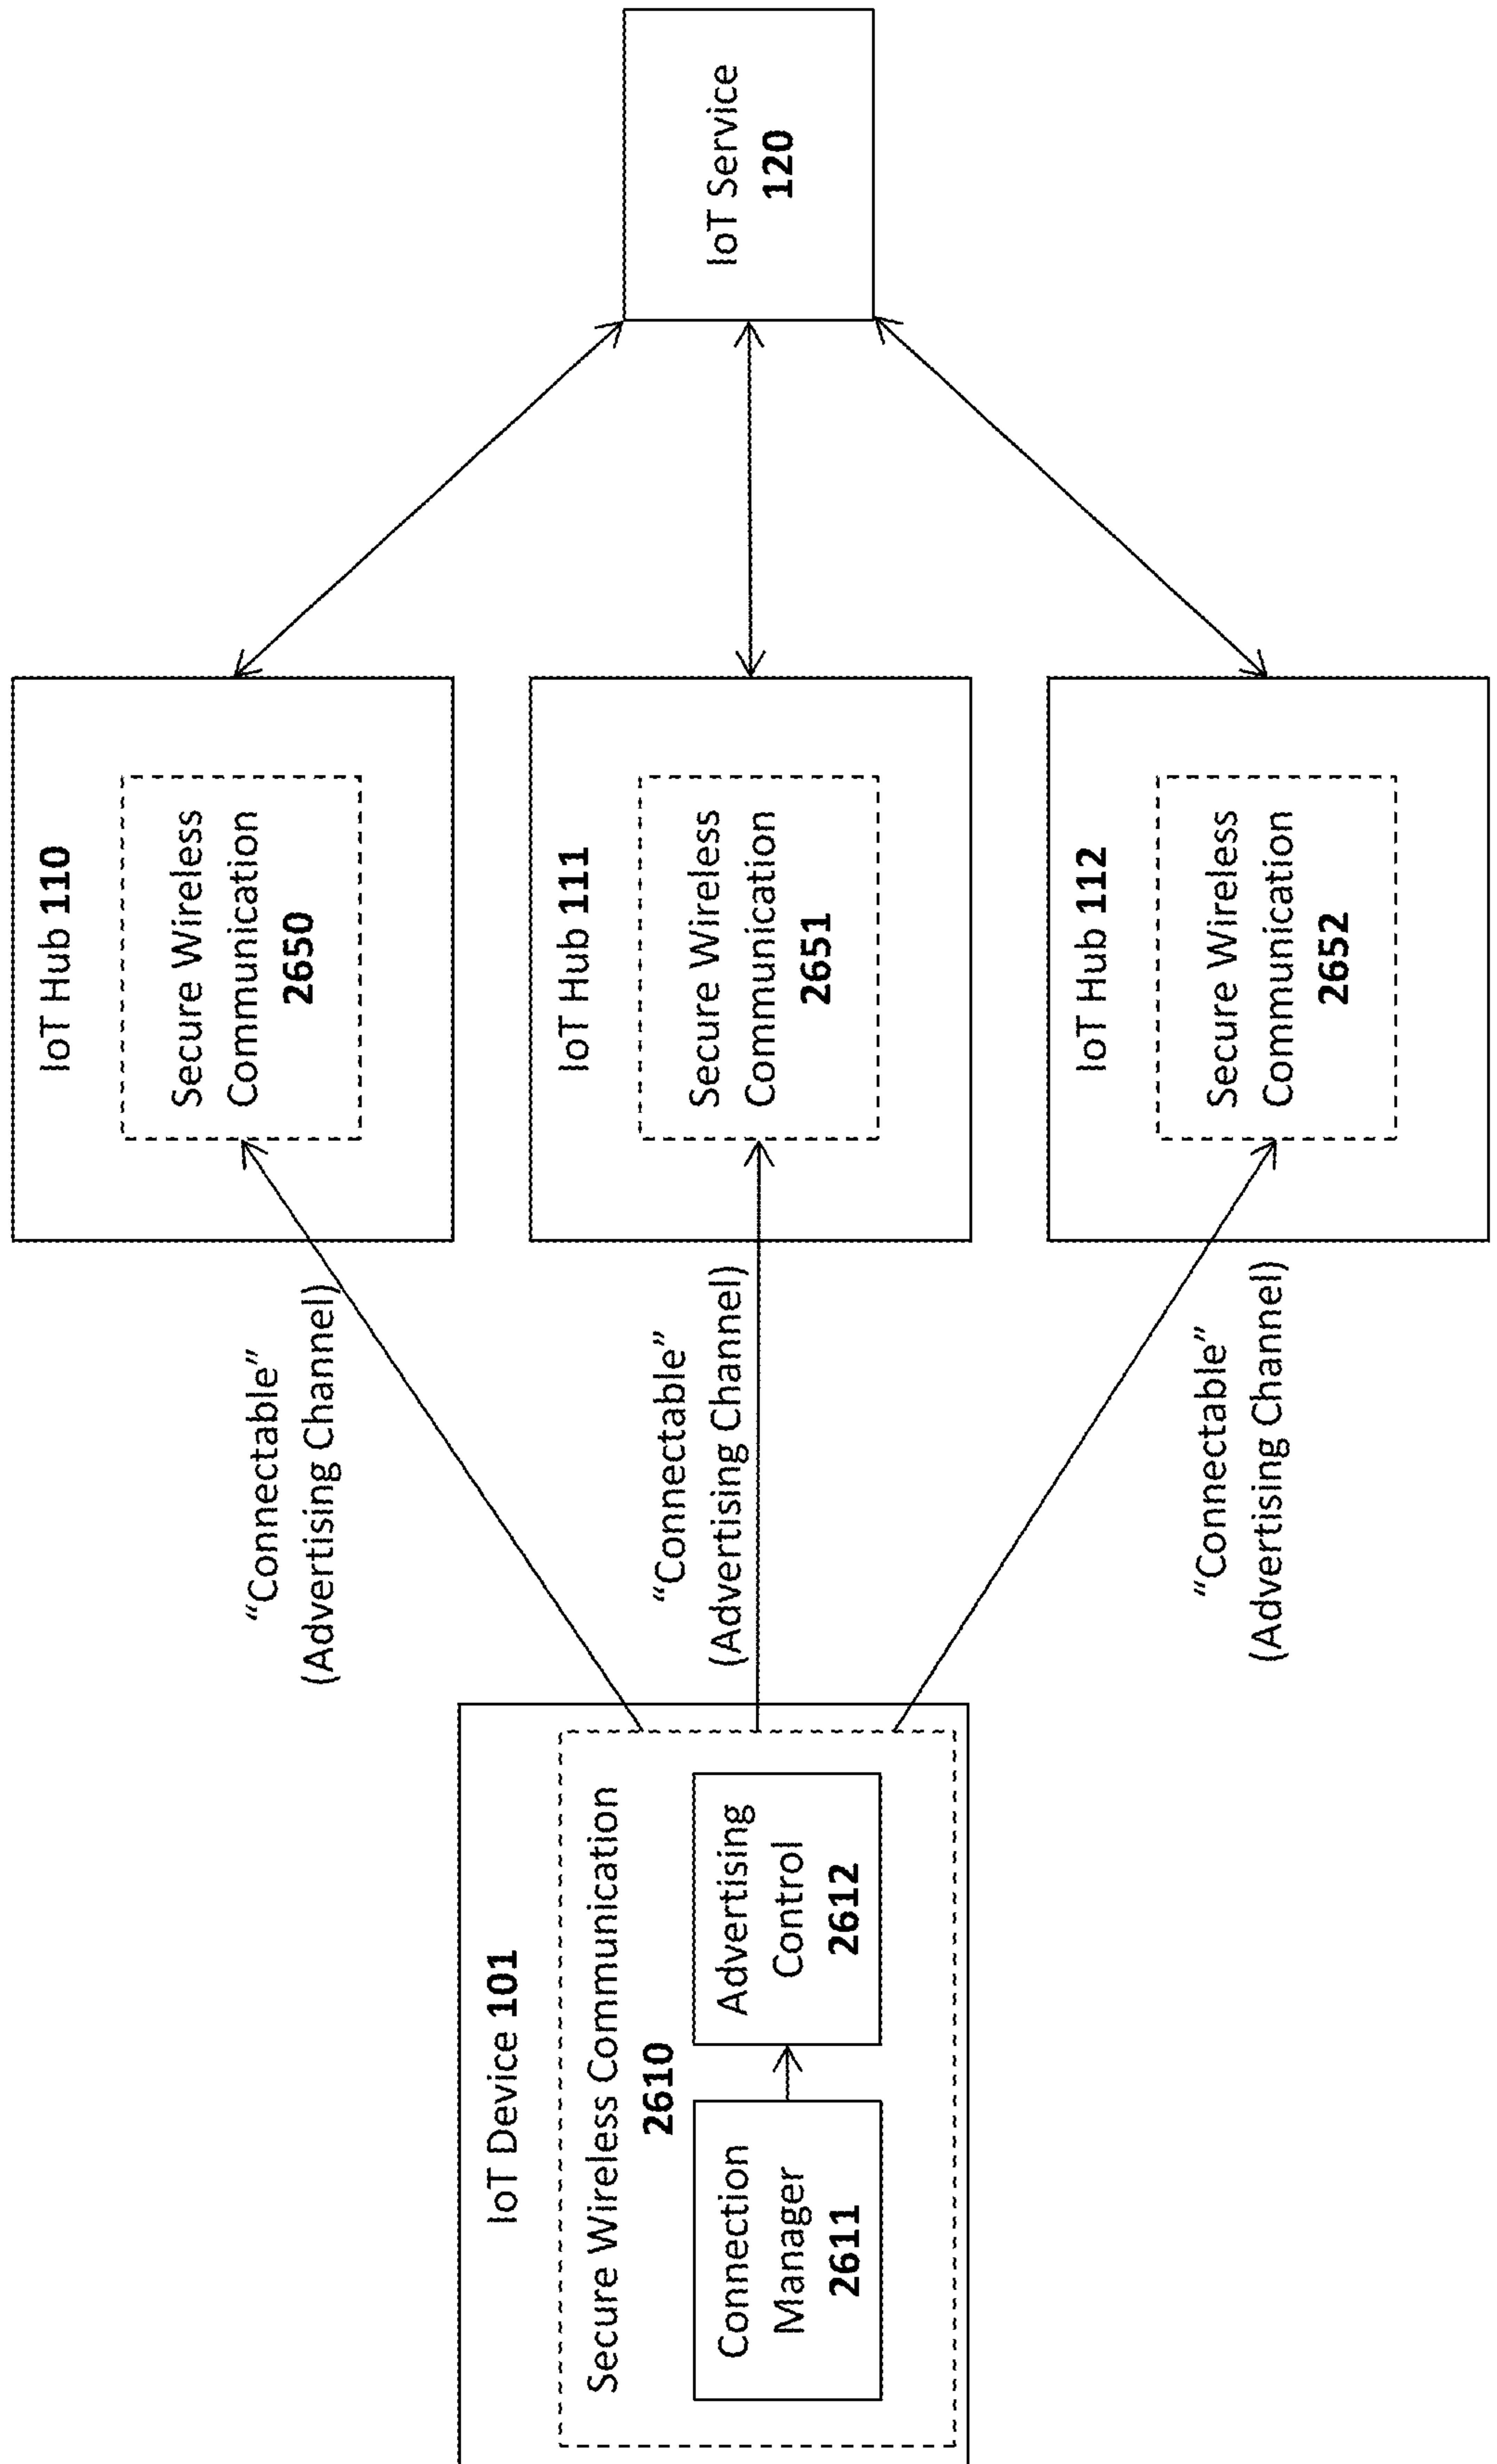 IoT Device 101
Secure Wireless Communication
2610
Connection
Manager
2611
Advertising
Control
2612
“Connectable”
(Advertising Channel)
“Connectable”
(Advertising Channel)
“Connectable”
(Advertising Channel)
IoT Hub 110
Secure Wireless
Communication
2650
IoT Hub 111
Secure Wireless
Communication
2651
IoT Hub 112
Secure Wireless
Communication
2652
IoT Service
120